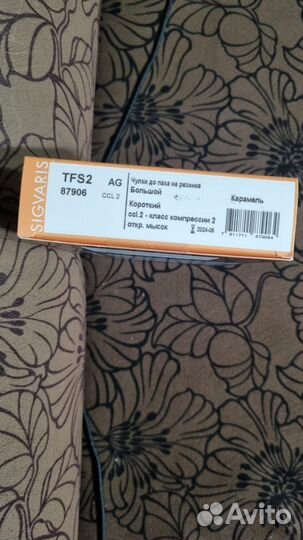 SIGVARIS
TFS2 AG
87906 CCL 2
Чулки до паха на резинке
Большой
Короткий
ccl.2 - класс компрессии 2
откр. мысок
Карамель
2024-08
Avito